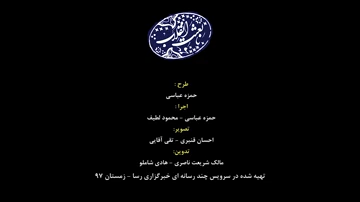 طرح:
حمزه عباسی
اجرا:
حمزه عباسی - محمود لطیف
تصویر:
احسان قنبری - تقی آقایی
تدوین:
مالک شریعت ناصری - هادی شاملو
تهیه شده در سرویس چند رسانه ای خبرگزاری رسا - زمستان ۹۷